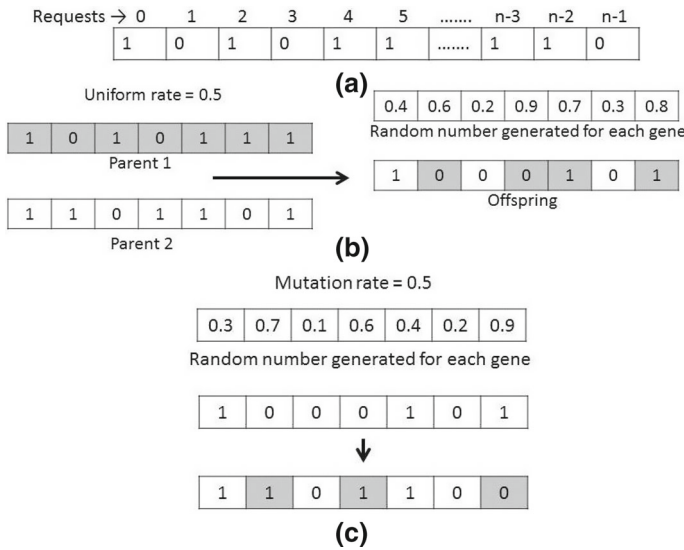 Requests → 0 1 2 3 4 5 ....... n-3 n-2 n-1
1 0 1 0 1 1 ....... 1 1 0
(a)
Uniform rate = 0.5
1 0 1 0 1 1 1
Parent 1
1 1 0 1 1 0 1
Parent 2
0.4 0.6 0.2 0.9 0.7 0.3 0.8
Random number generated for each gene
1 0 0 0 1 0 1
Offspring
(b)
Mutation rate = 0.5
0.3 0.7 0.1 0.6 0.4 0.2 0.9
Random number generated for each gene
1 0 0 0 1 0 1
1 1 0 1 1 0 0
(c)